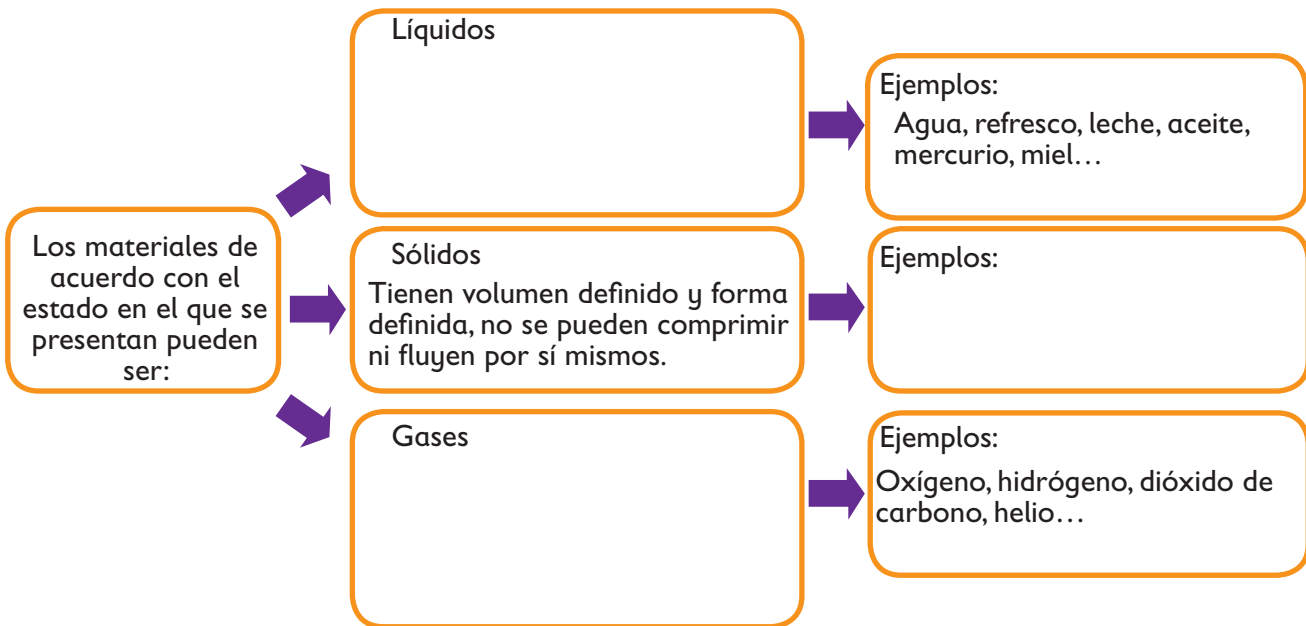 Líquidos
Ejemplos:
Agua, refresco, leche, aceite,
mercurio, miel…
Los materiales de
acuerdo con el
estado en el que se
presentan pueden
ser:
Sólidos
Tienen volumen definido y forma
definida, no se pueden comprimir
ni fluyen por sí mismos.
Ejemplos:
Gases
Ejemplos:
Oxígeno, hidrógeno, dióxido de
carbono, helio…